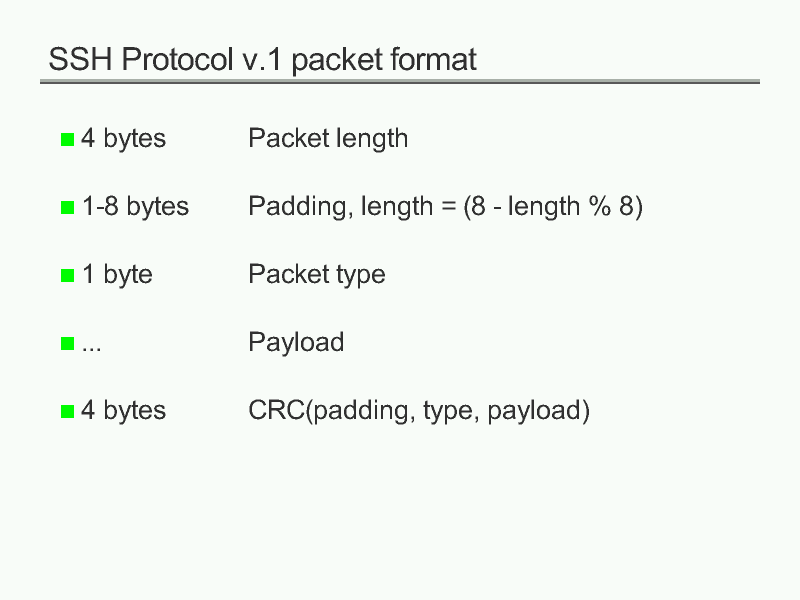 SSH Protocol v.1 packet format
4 bytes Packet length
1-8 bytes Padding, length = (8 - length % 8)
1 byte Packet type
... Payload
4 bytes CRC(padding, type, payload)